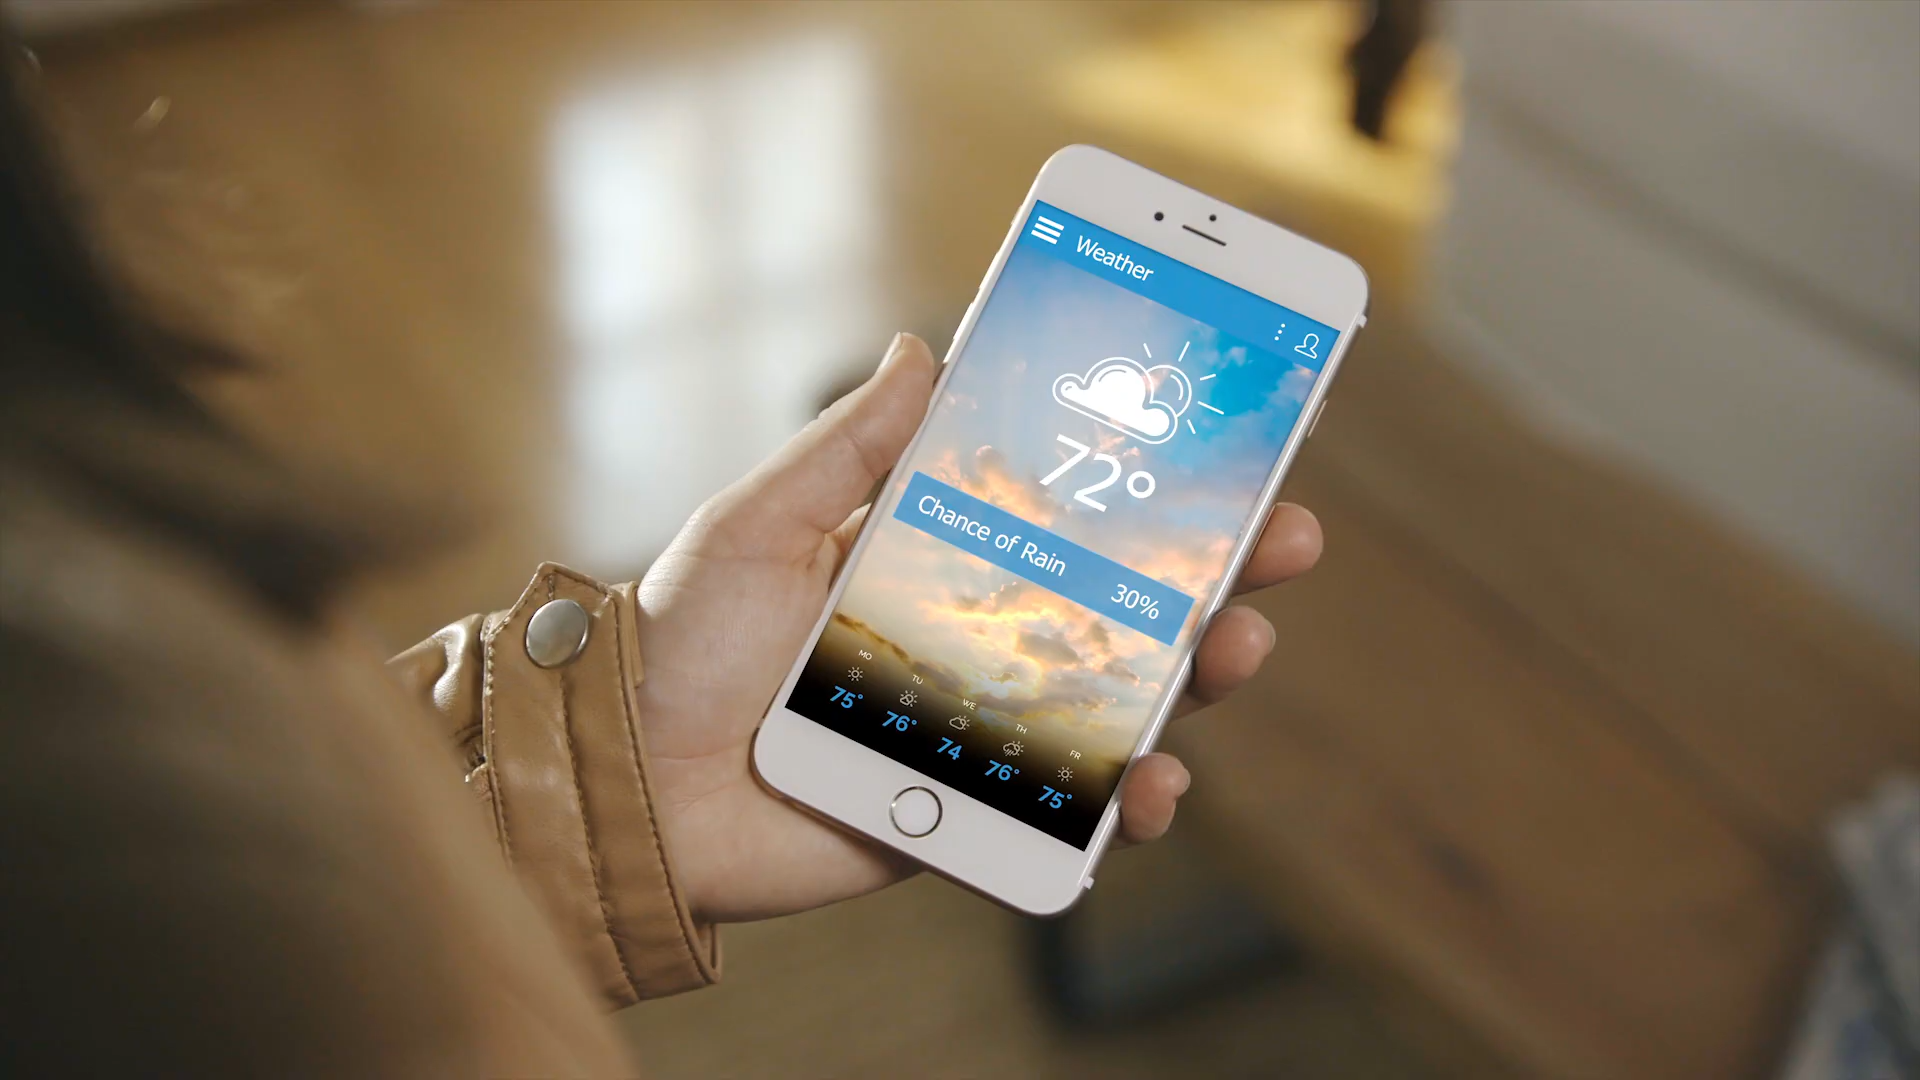 Weather
72°
Chance of Rain 30%
MO TU WE TH FR
75° 76° 74 76° 75°